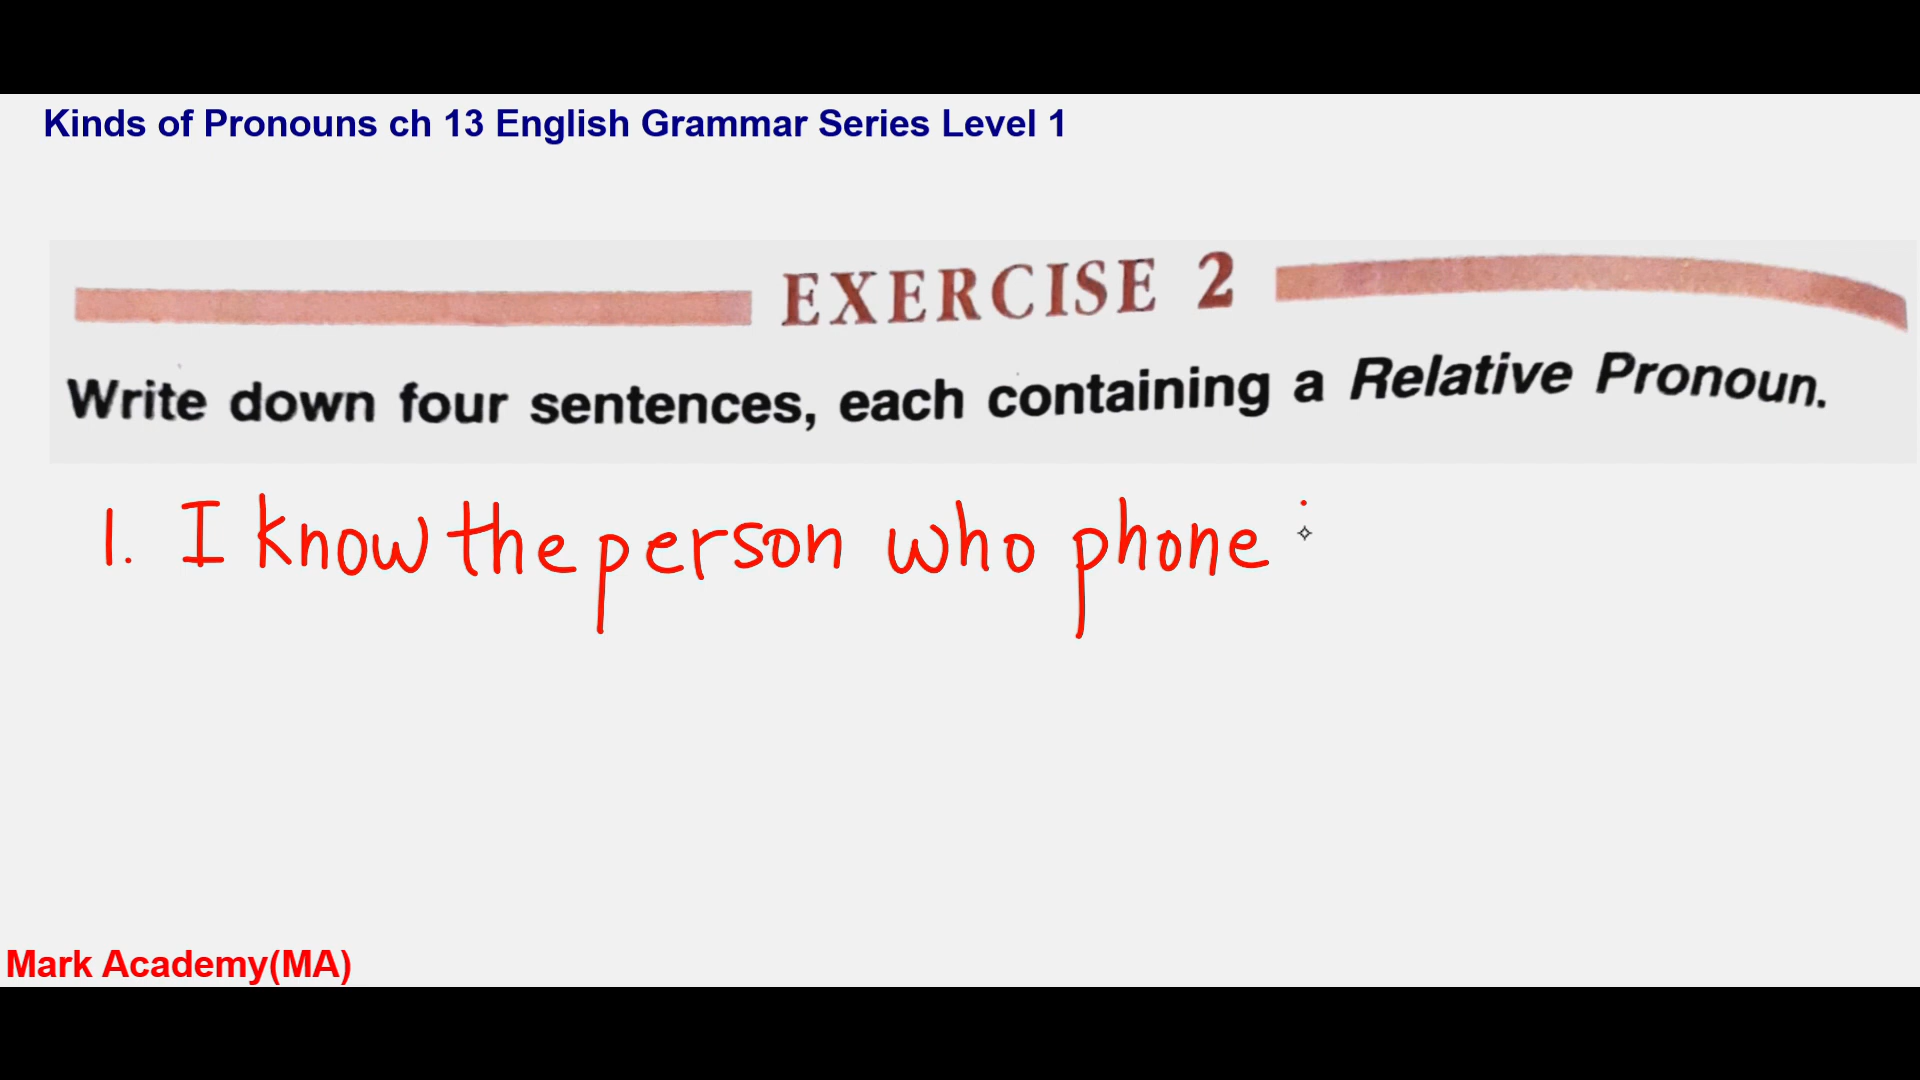 Kinds of Pronouns ch 13 English Grammar Series Level 1
EXERCISE 2
Write down four sentences, each containing a Relative Pronoun.
1. I know the person who phone
Mark Academy(MA)